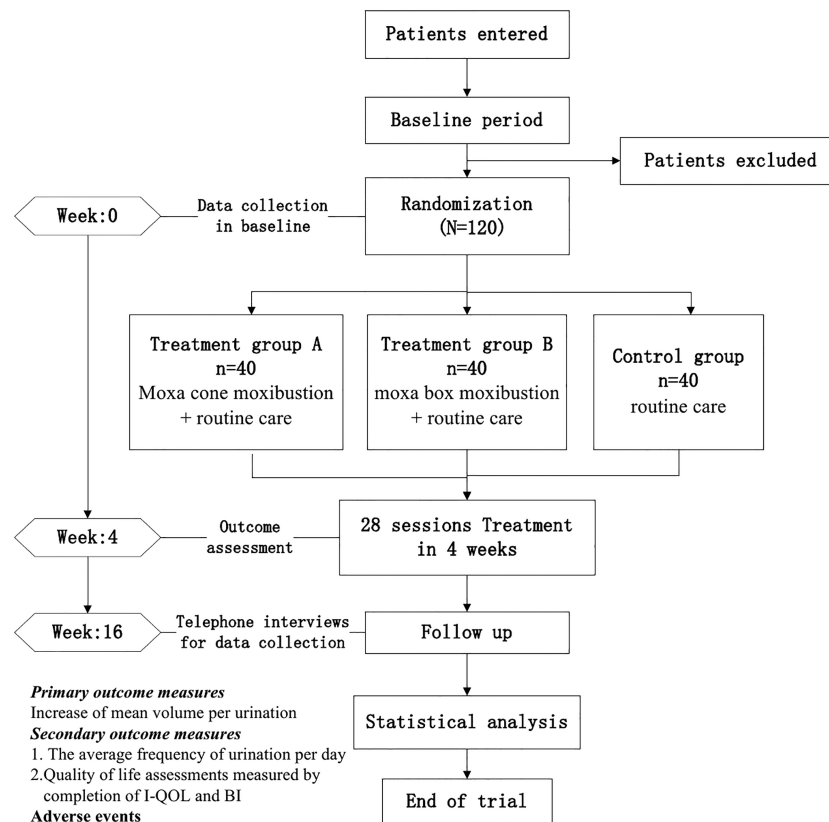 Patients entered
Baseline period
Patients excluded
Week:0
Data collection
in baseline
Randomization
(N=120)
Treatment group A
n=40
Moxa cone moxibustion
+ routine care
Treatment group B
n=40
moxa box moxibustion
+ routine care
Control group
n=40
routine care
Week:4
Outcome
assessment
28 sessions Treatment
in 4 weeks
Week:16
Telephone interviews
for data collection
Follow up
Primary outcome measures
Increase of mean volume per urination
Secondary outcome measures
1. The average frequency of urination per day
2.Quality of life assessments measured by
completion of I-QOL and BI
Adverse events
Statistical analysis
End of trial